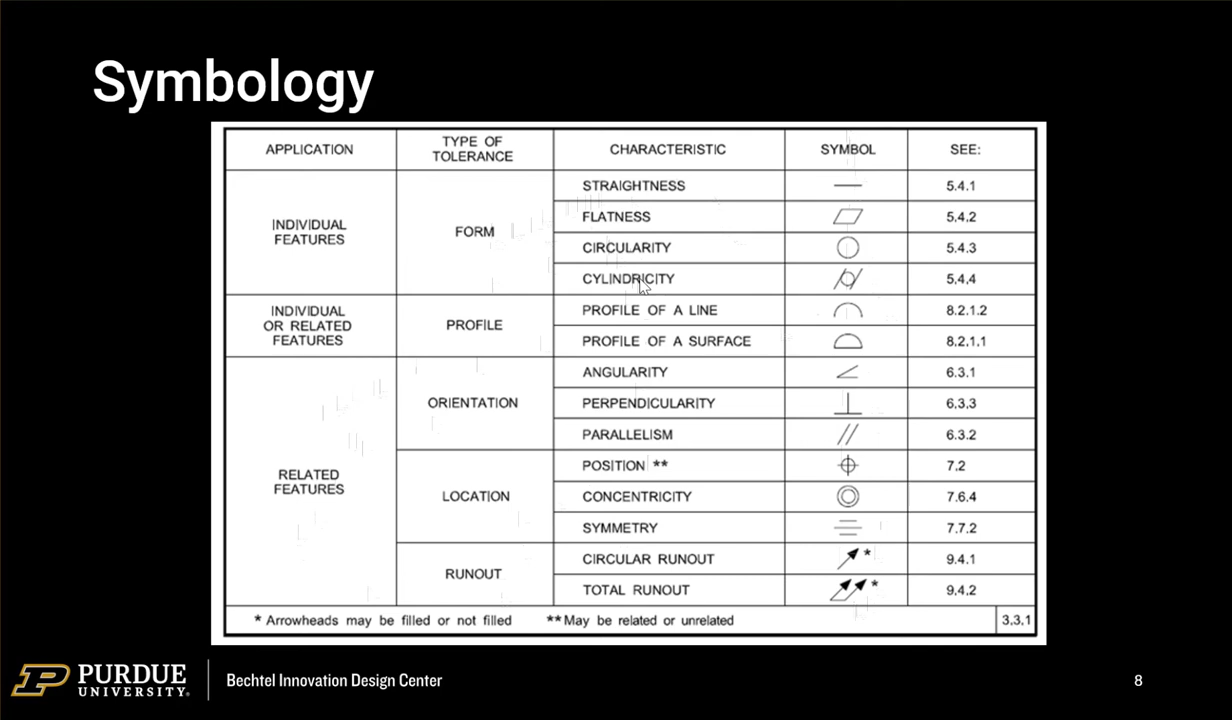 Symbology
APPLICATION
TYPE OF
TOLERANCE
CHARACTERISTIC
SYMBOL
SEE:
INDIVIDUAL
FEATURES
FORM
STRAIGHTNESS
5.4.1
FLATNESS
5.4.2
CIRCULARITY
5.4.3
CYLINDRICITY
5.4.4
INDIVIDUAL
OR RELATED
FEATURES
PROFILE
PROFILE OF A LINE
8.2.1.2
PROFILE OF A SURFACE
8.2.1.1
RELATED
FEATURES
ORIENTATION
ANGULARITY
6.3.1
PERPENDICULARITY
6.3.3
PARALLELISM
6.3.2
LOCATION
POSITION **
7.2
CONCENTRICITY
7.6.4
SYMMETRY
7.7.2
RUNOUT
CIRCULAR RUNOUT
*
9.4.1
TOTAL RUNOUT
*
9.4.2
* Arrowheads may be filled or not filled
**May be related or unrelated
3.3.1
PURDUE
UNIVERSITY®
Bechtel Innovation Design Center
8